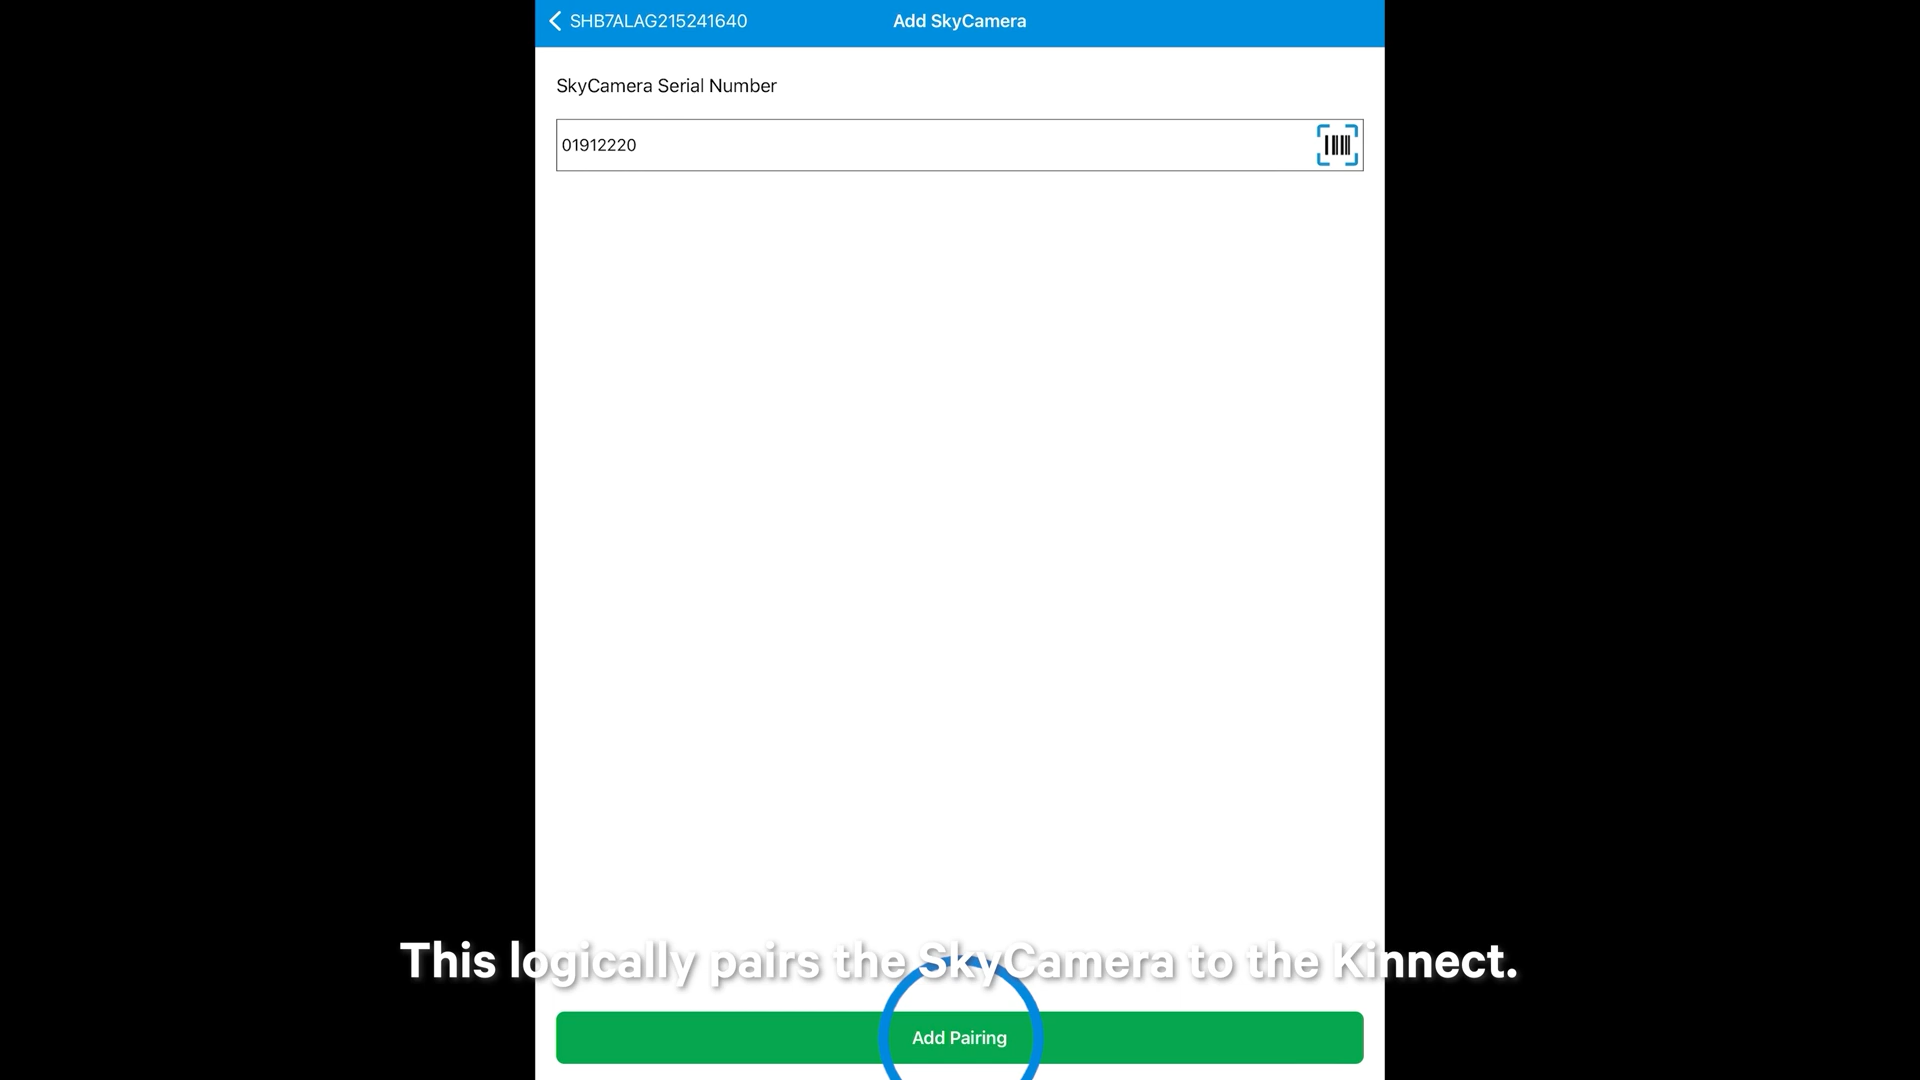 SHB7ALAG215241640
Add SkyCamera
SkyCamera Serial Number
01912220
This logically pairs the SkyCamera to the Kinnect.
Add Pairing